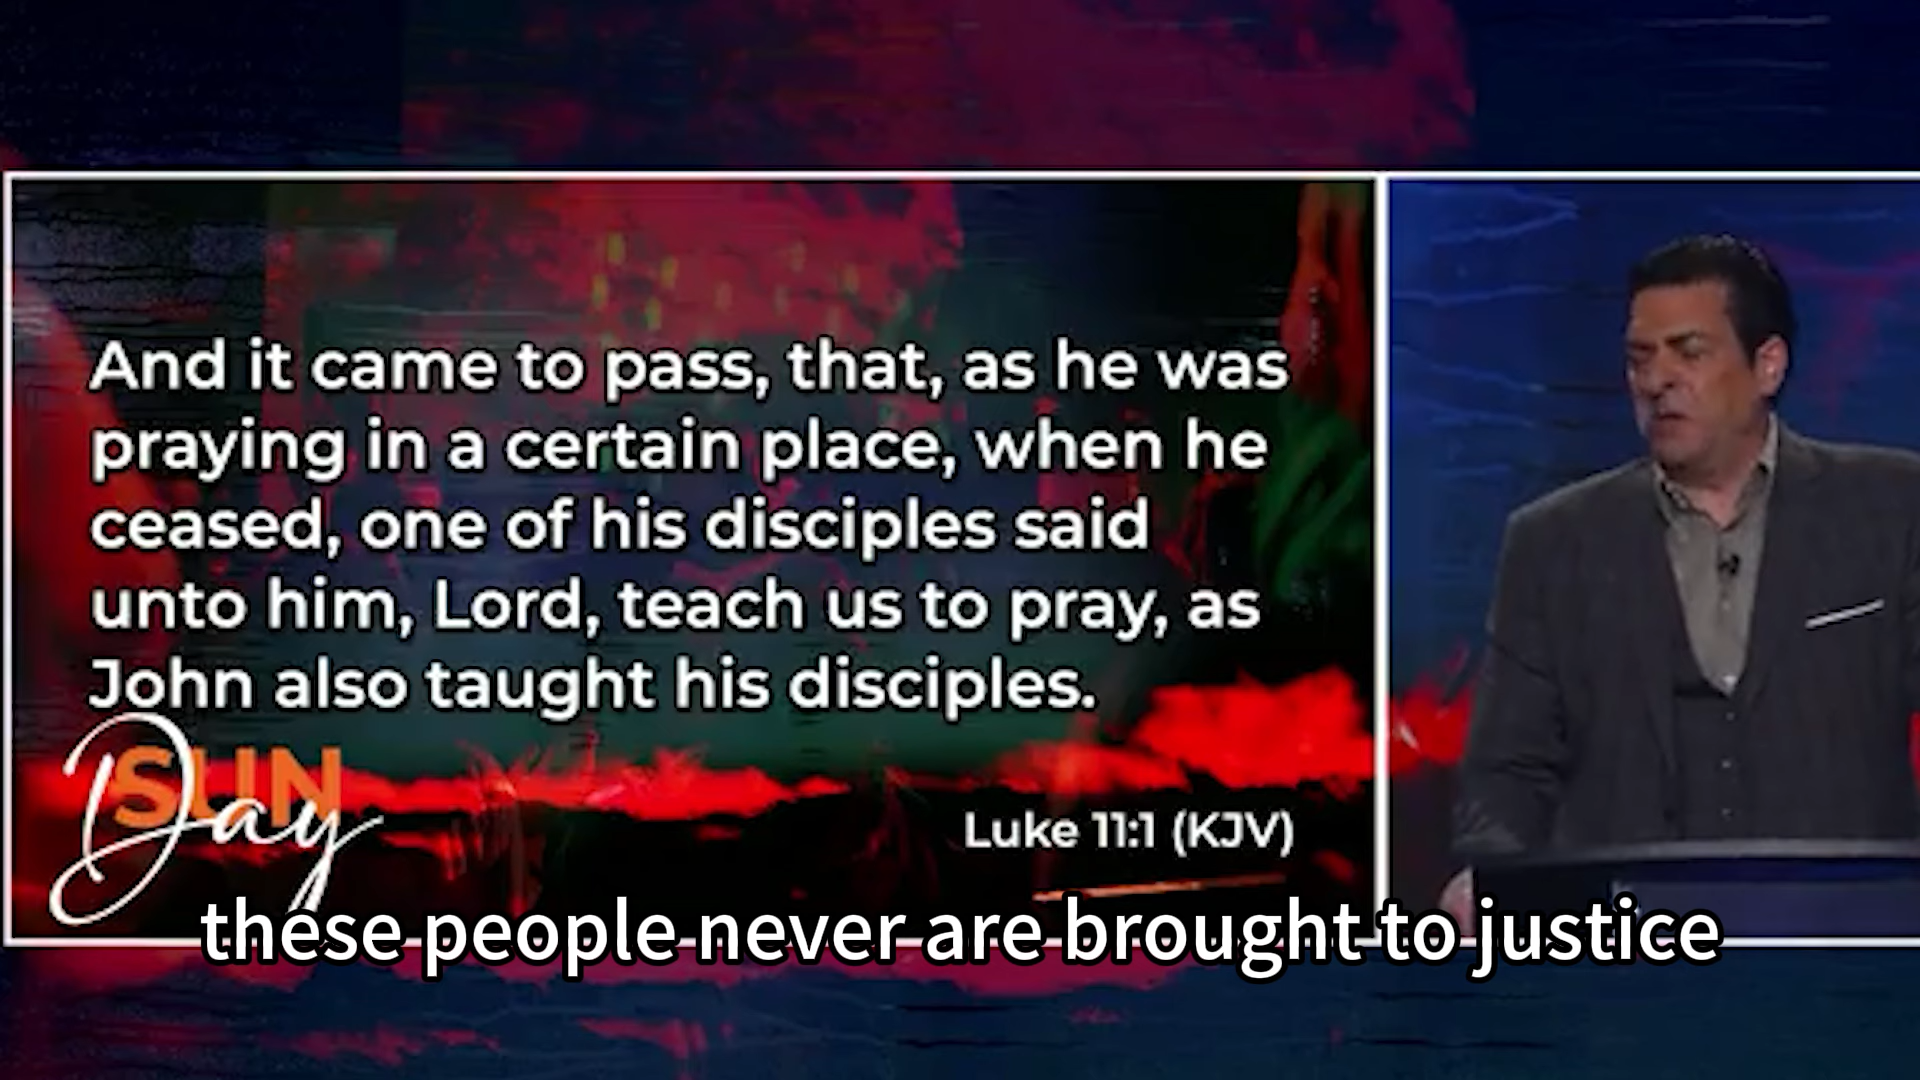 And it came to pass, that, as he was
praying in a certain place, when he
ceased, one of his disciples said
unto him, Lord, teach us to pray, as
John also taught his disciples.
SUN
Day
Luke 11:1 (KJV)
these people never are brought to justice